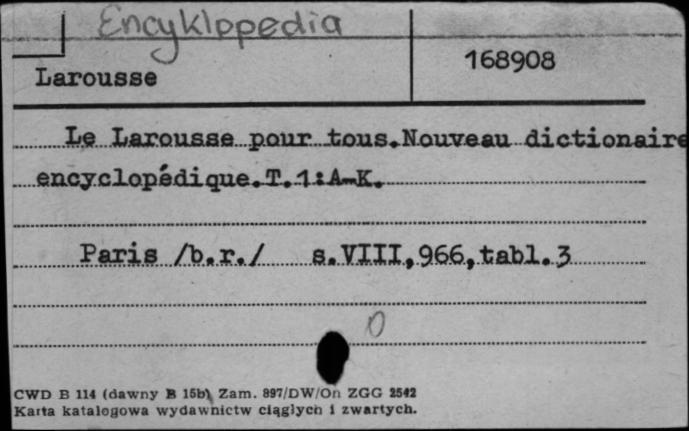 Encyklopedia
Larousse
168908
Le Larousse pour tous. Nouveau dictionaire
encyclopédique. T. 1: A-K.
Paris /b.r./ s. VIII, 966, tabl. 3
0
CWD B 114 (dawny B 15b) Zam. 897/DW/On ZGG 2542
Karta katalogowa wydawnictw ciągłych i zwartych.